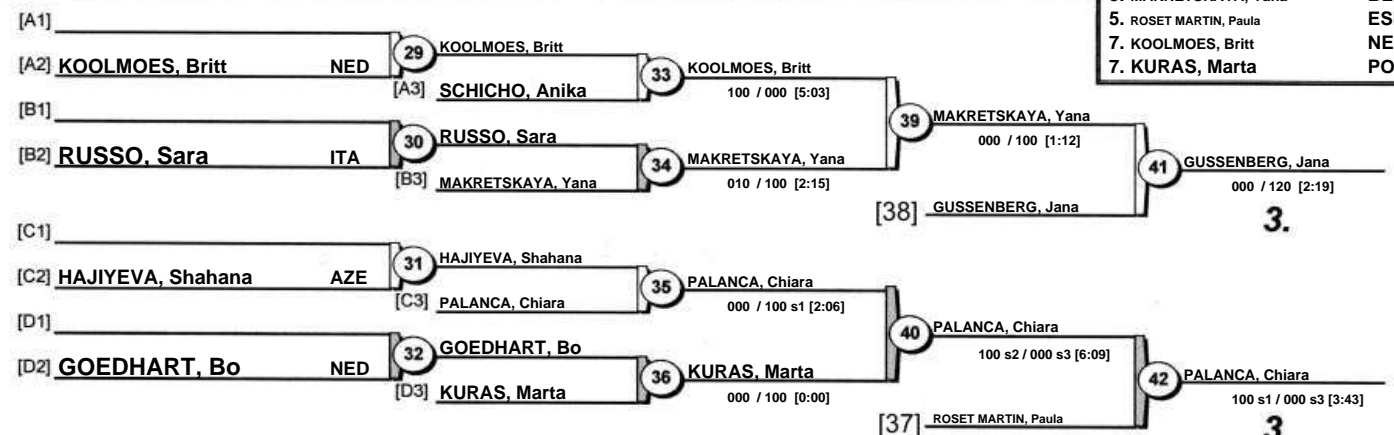 5. ROSET MARTIN, Paula
7. KOOLMOES, Britt
7. KURAS, Marta
[A1]
[A2] KOOLMOES, Britt NED
29
KOOLMOES, Britt
[A3] SCHICHO, Anika
33
KOOLMOES, Britt
100 / 000 [5:03]
[B1]
[B2] RUSSO, Sara ITA
30
RUSSO, Sara
[B3] MAKRETSKAYA, Yana
34
MAKRETSKAYA, Yana
010 / 100 [2:15]
39
MAKRETSKAYA, Yana
000 / 100 [1:12]
[38] GUSSENBERG, Jana
41
GUSSENBERG, Jana
000 / 120 [2:19]
3.
[C1]
[C2] HAJIYEVA, Shahana AZE
31
HAJIYEVA, Shahana
[C3] PALANCA, Chiara
35
PALANCA, Chiara
000 / 100 s1 [2:06]
[D1]
[D2] GOEDHART, Bo NED
32
GOEDHART, Bo
[D3] KURAS, Marta
36
KURAS, Marta
000 / 100 [0:00]
40
PALANCA, Chiara
100 s2 / 000 s3 [6:09]
[37] ROSET MARTIN, Paula
42
PALANCA, Chiara
100 s1 / 000 s3 [3:43]
3